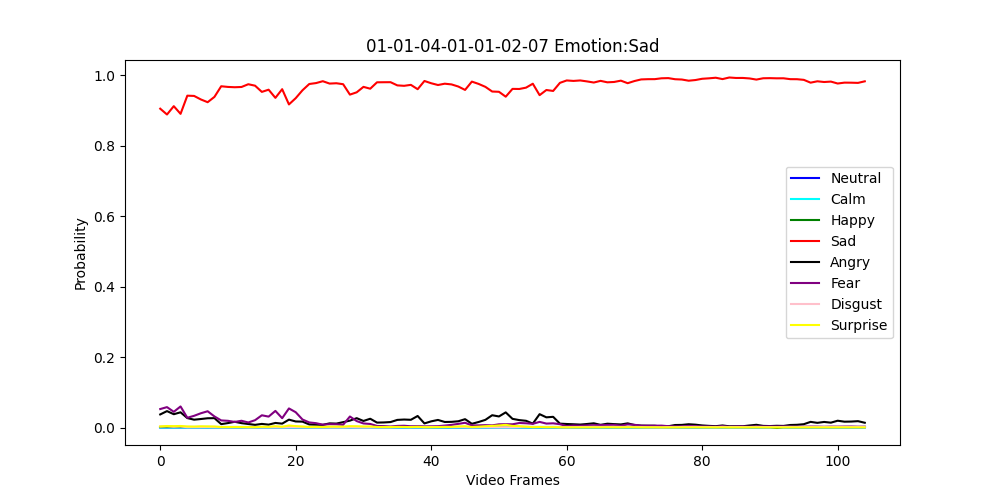 01-01-04-01-01-02-07 Emotion:Sad
1.0
0.8
0.6
0.4
0.2
0.0
Probability
Neutral
Calm
Happy
Sad
Angry
Fear
Disgust
Surprise
0 20 40 60 80 100
Video Frames